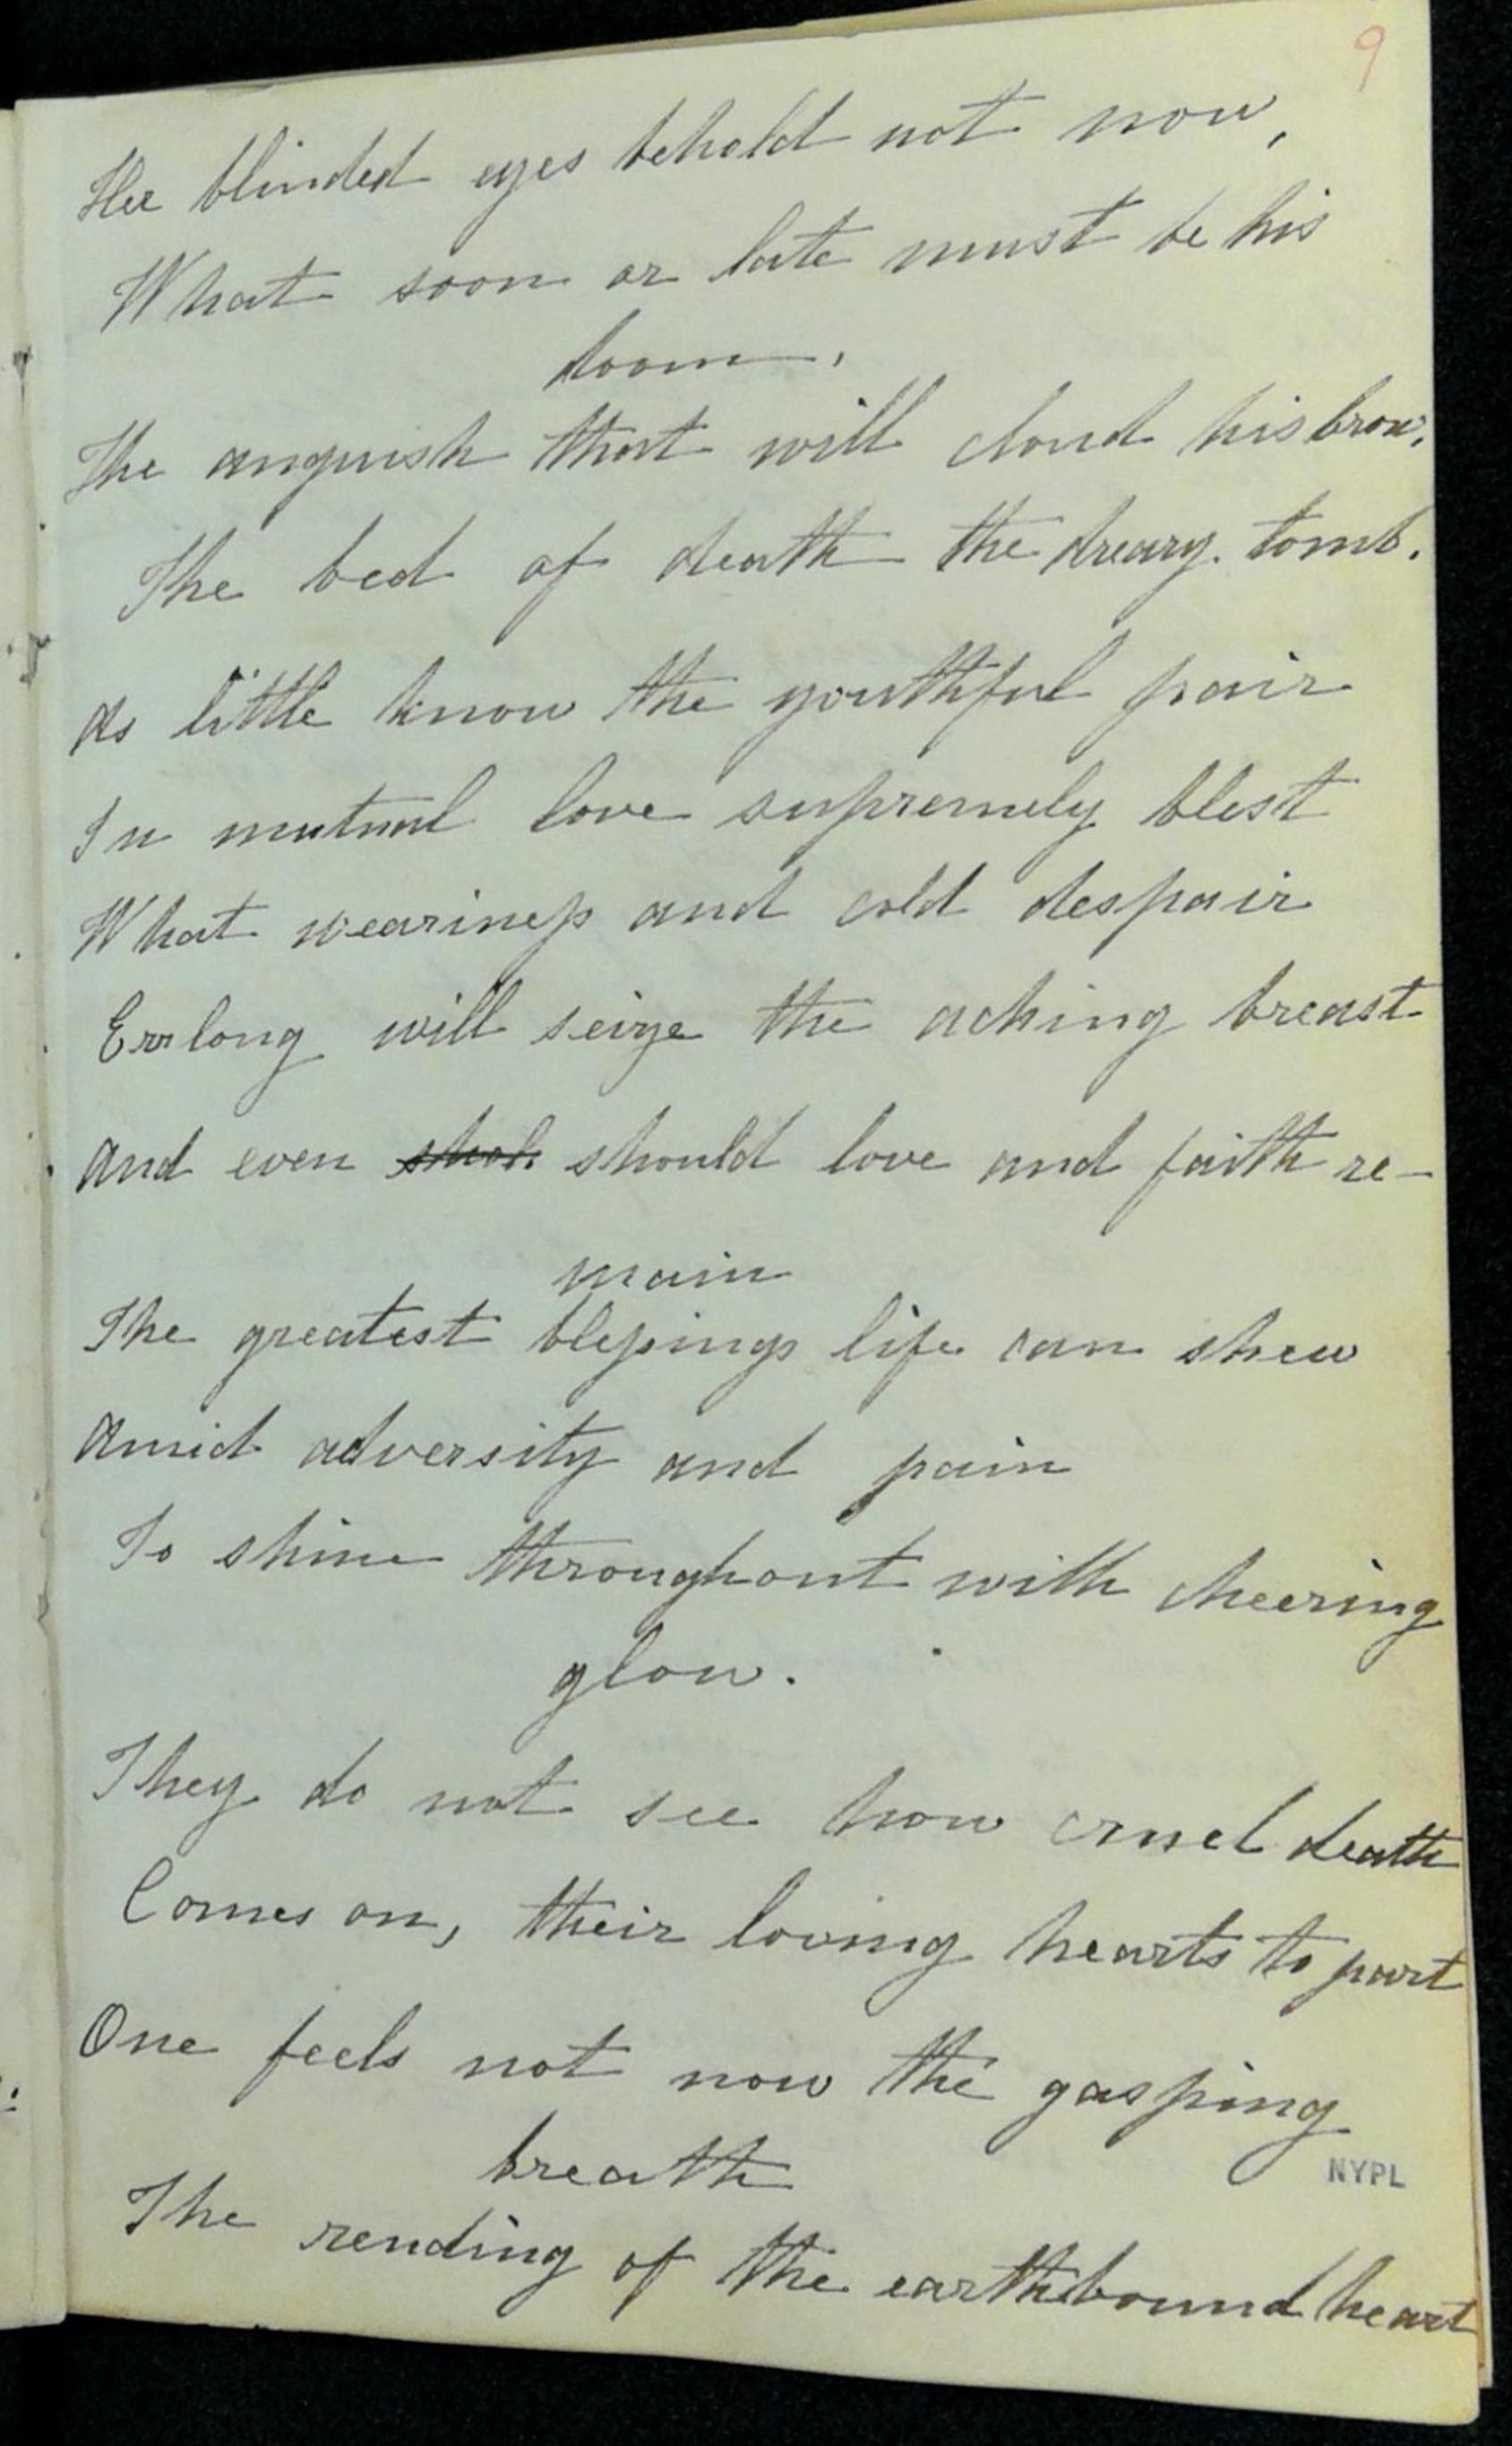 9
Her blinded eyes behold not now,
What soon or late must be his
doom,
The anguish that will cloud his brow,
The bed of death the dreary tomb.
As little know the youthful pair
In mutual love supremely blest
What weariness and cold despair
Errlong will seize the aching breast
And even should love and faith re-
main
The greatest blessings life can shew
Amid adversity and pain
To shine throughout with cheering
glow.
They do not see how cruel death
Comes on, their loving hearts to part
One feels not now the gasping
breath
The rending of the earthbound heart
NYPL